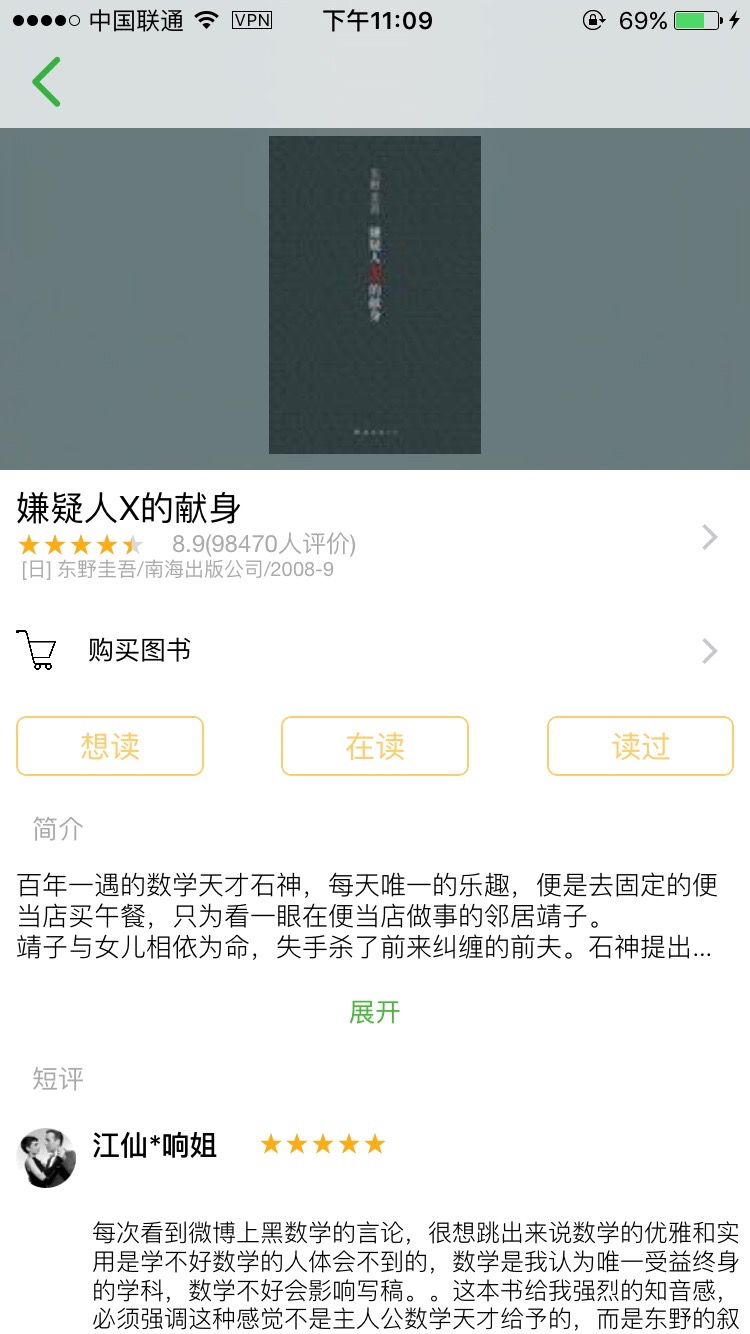 中国联通 VPN 下午11:09 69%
东野圭吾 嫌疑人X的献身
嫌疑人X的献身
8.9(98470人评价)
[日] 东野圭吾/南海出版公司/2008-9
购买图书
想读 在读 读过
简介
百年一遇的数学天才石神，每天唯一的乐趣，便是去固定的便
当店买午餐，只为看一眼在便当店做事的邻居靖子。
靖子与女儿相依为命，失手杀了前来纠缠的前夫。石神提出...
展开
短评
江仙*响姐
每次看到微博上黑数学的言论，很想跳出来说数学的优雅和实
用是学不好数学的人体会不到的，数学是我认为唯一受益终身
的学科，数学不好会影响写稿。。这本书给我强烈的知音感，
必须强调这种感觉不是主人公数学天才给予的，而是东野的叙